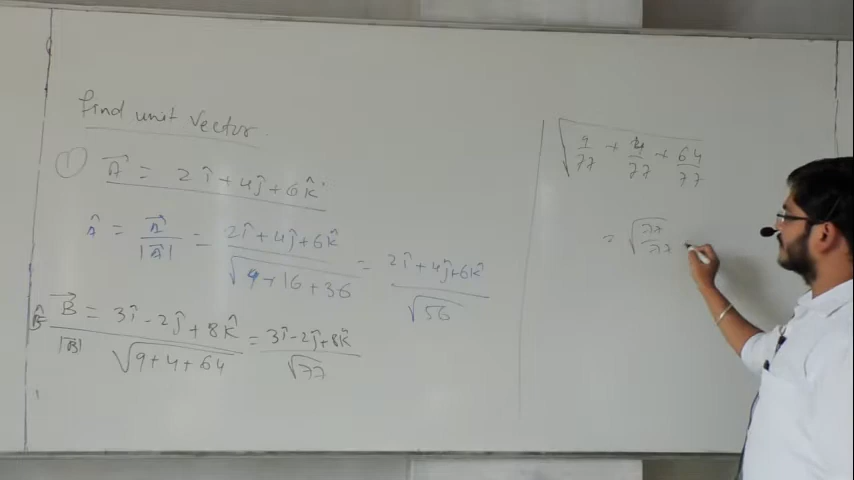 find unit vector
① A⃗ = 2î + 4ĵ + 6k̂
Â = A⃗/|A⃗| = (2î + 4ĵ + 6k̂)/√(9 + 16 + 36) = (2î + 4ĵ + 6k̂)/√56
B̂ = B⃗/|B⃗| = (3î - 2ĵ + 8k̂)/√(9 + 4 + 64) = (3î - 2ĵ + 8k̂)/√77
√(9/77 + 4/77 + 64/77)
= √(77/77)